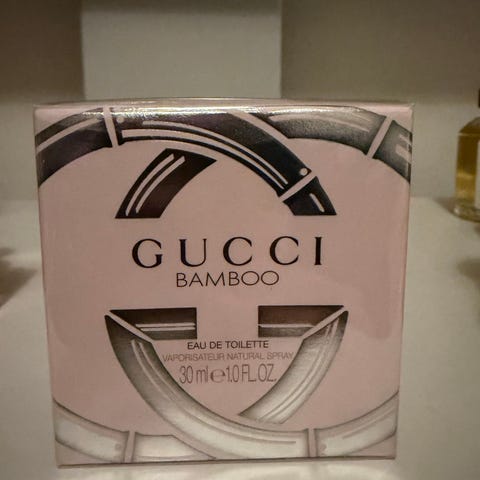 GUCCI
BAMBOO
EAU DE TOILETTE
VAPORISATEUR NATURAL SPRAY
30 ml e 1.0 FL.OZ.